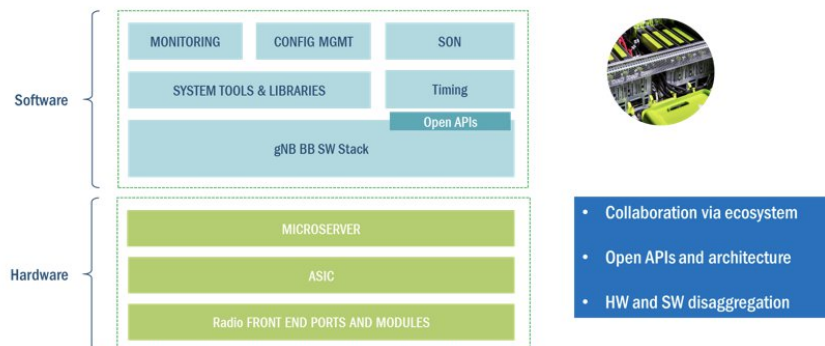 MONITORING
CONFIG MGMT
SON
Software
SYSTEM TOOLS & LIBRARIES
Timing
Open APIs
gNB BB SW Stack
MICROSERVER
Hardware
ASIC
Radio FRONT END PORTS AND MODULES
• Collaboration via ecosystem
• Open APIs and architecture
• HW and SW disaggregation